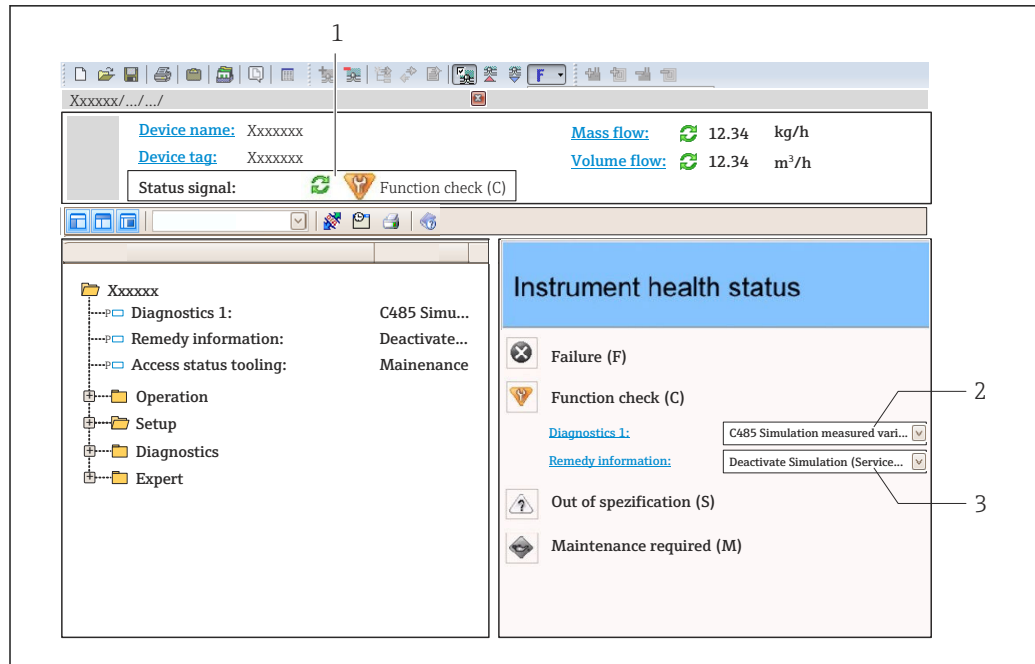 1
F
Xxxxxx/.../.../
Device name: Xxxxxxx
Mass flow: 12.34 kg/h
Device tag: Xxxxxxx
Volume flow: 12.34 m³/h
Status signal: Function check (C)
Xxxxxx
Diagnostics 1: C485 Simu...
Remedy information: Deactivate...
Access status tooling: Mainenance
Operation
Setup
Diagnostics
Expert
Instrument health status
Failure (F)
Function check (C)
2
Diagnostics 1: C485 Simulation measured vari...
Remedy information: Deactivate Simulation (Service...
Out of spezification (S)
3
Maintenance required (M)